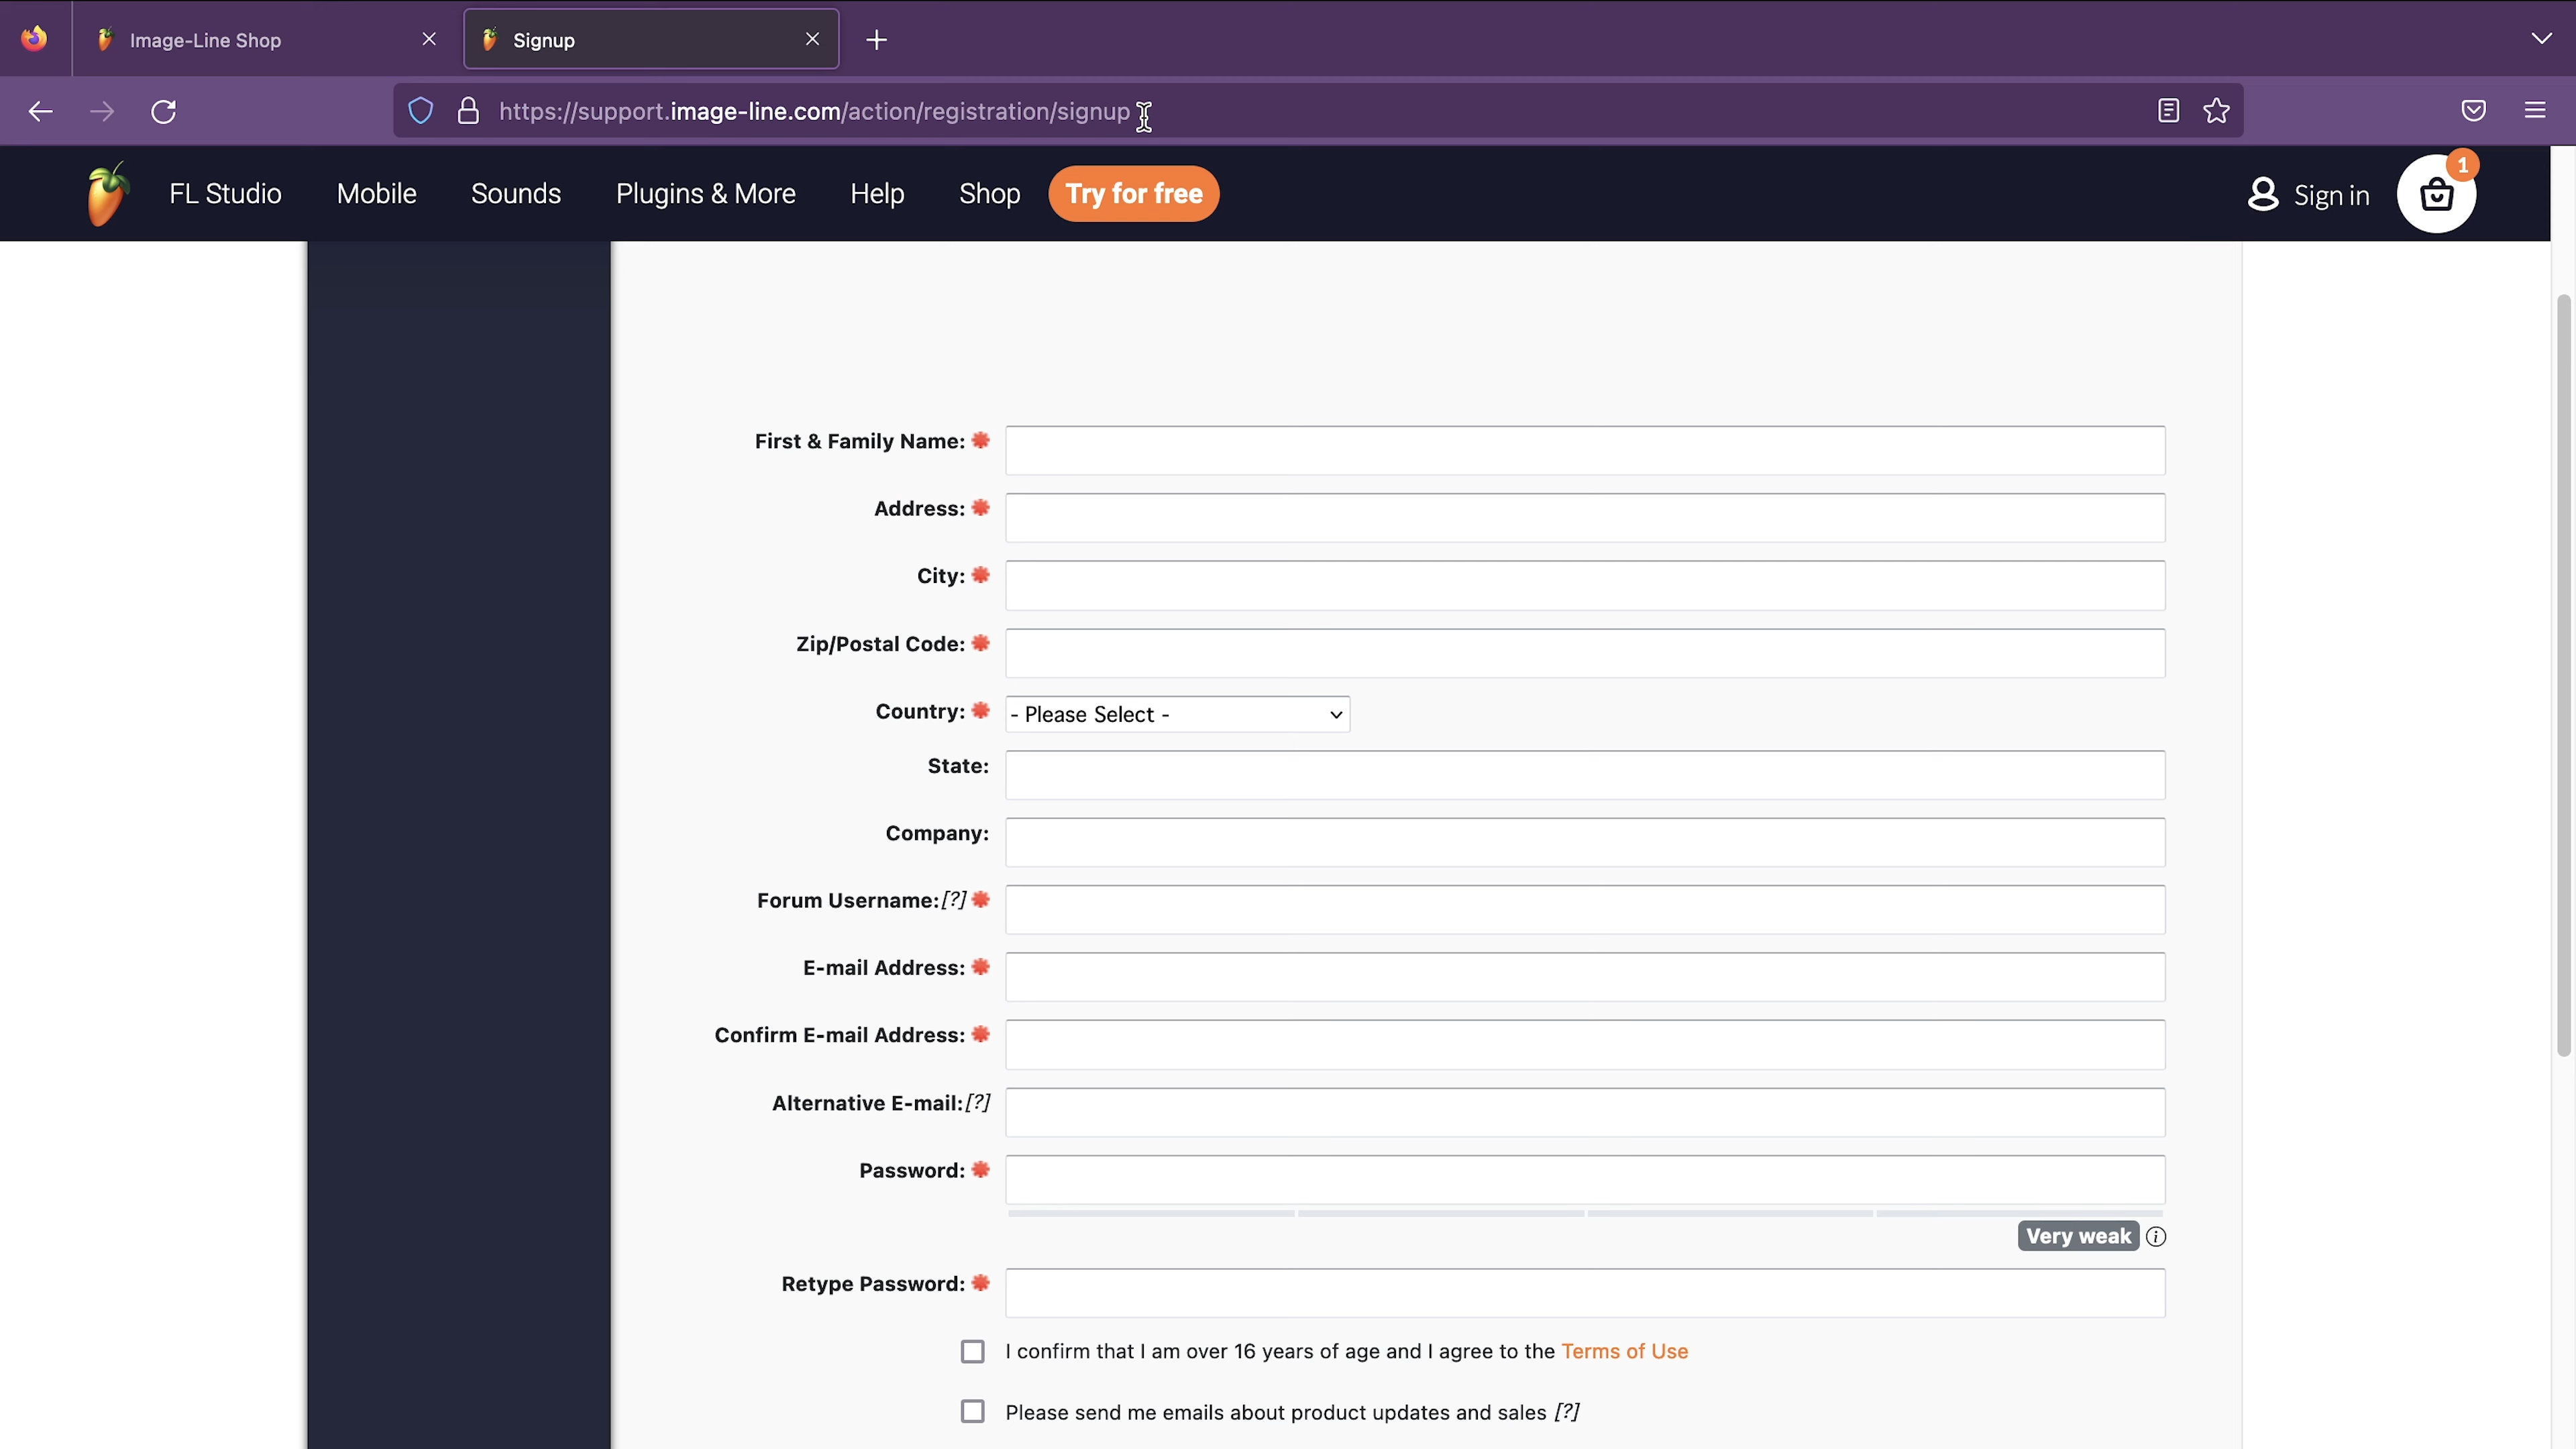 Image-Line Shop
Signup
https://support.image-line.com/action/registration/signup
FL Studio
Mobile
Sounds
Plugins & More
Help
Shop
Try for free
Sign in
1
First & Family Name:
Address:
City:
Zip/Postal Code:
Country:
- Please Select -
State:
Company:
Forum Username:[?]
E-mail Address:
Confirm E-mail Address:
Alternative E-mail:[?]
Password:
Very weak
Retype Password:
I confirm that I am over 16 years of age and I agree to the Terms of Use
Please send me emails about product updates and sales [?]